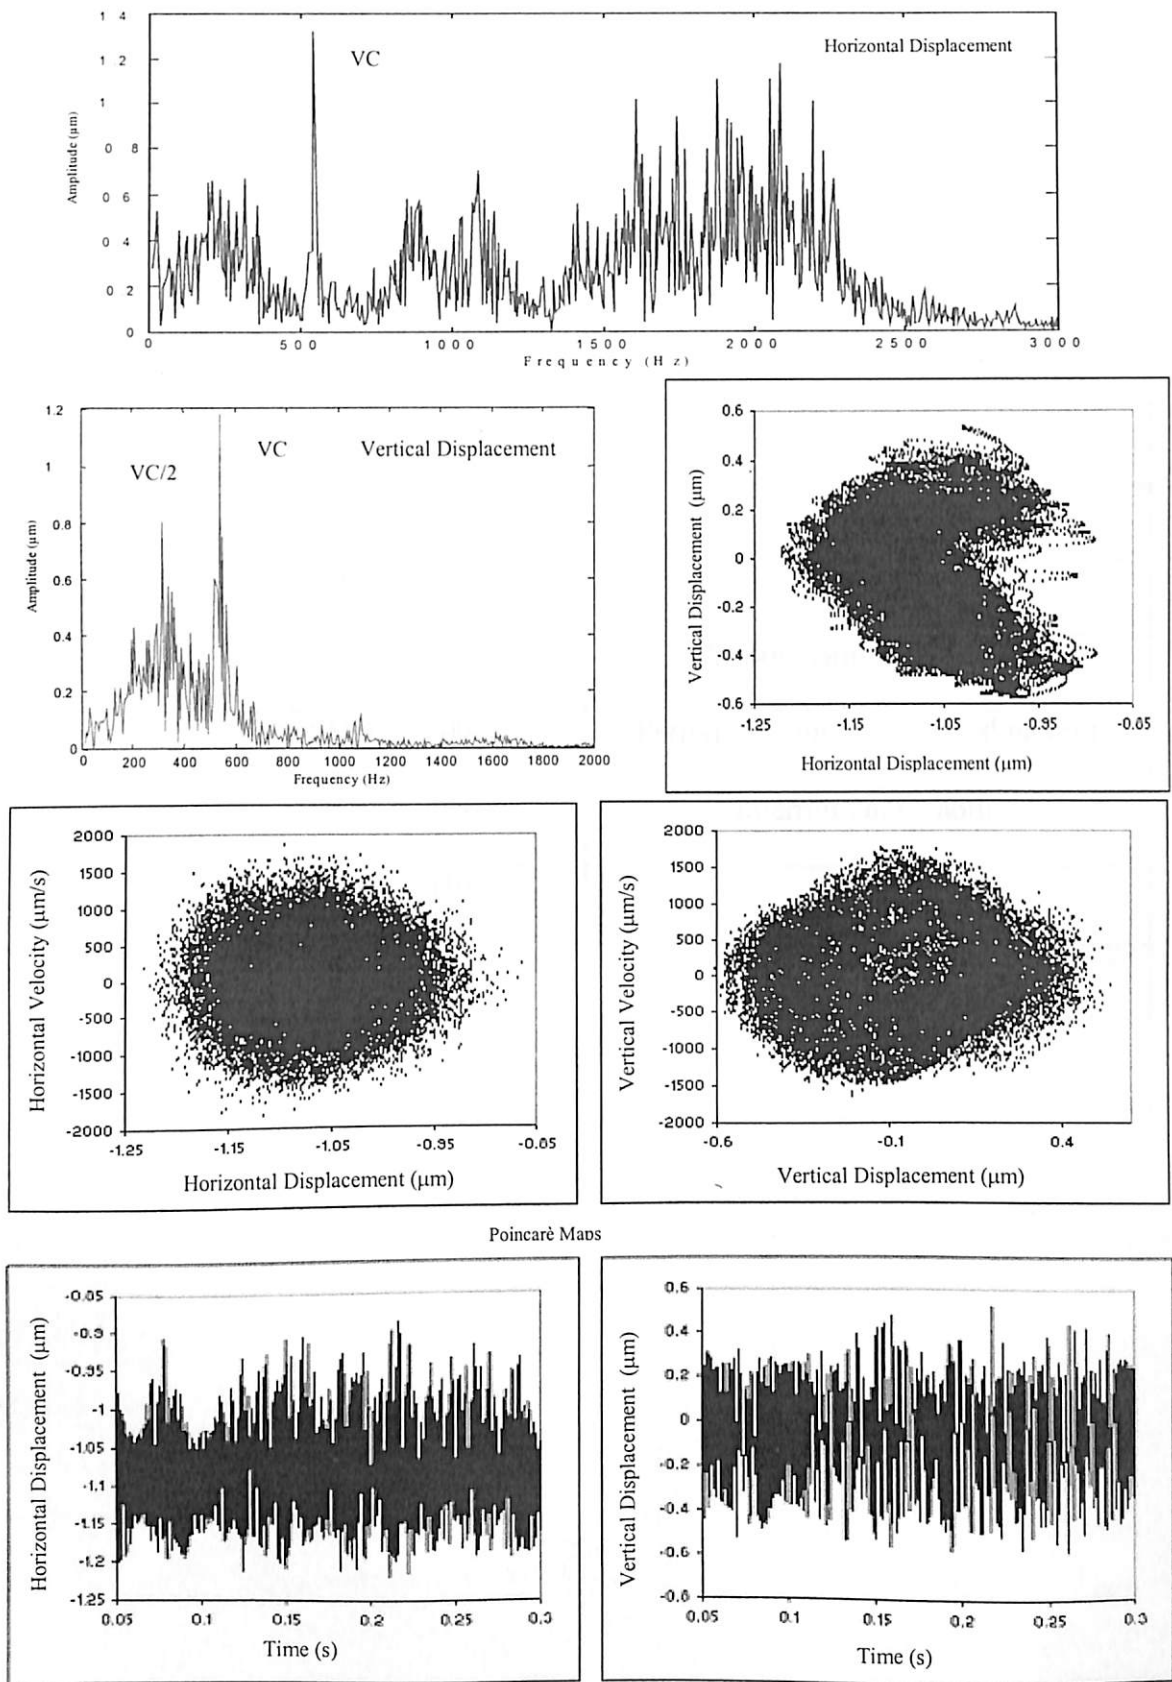 1 4
1 2
1
0 8
0 6
0 4
0 2
0
Amplitude (μm)
VC
Horizontal Displacement
0 500 1000 1500 2000 2500 3000
Frequency (Hz)
1.2
1
0.8
0.6
0.4
0.2
0
Amplitude (μm)
VC/2
VC
Vertical Displacement
0 200 400 600 800 1000 1200 1400 1600 1800 2000
Frequency (Hz)
0.6
0.4
0.2
0
-0.2
-0.4
-0.6
Vertical Displacement (μm)
-1.25 -1.15 -1.05 -0.95 -0.85
Horizontal Displacement (μm)
2000
1500
1000
500
0
-500
-1000
-1500
-2000
Horizontal Velocity (μm/s)
-1.25 -1.15 -1.05 -0.95 -0.85
Horizontal Displacement (μm)
2000
1500
1000
500
0
-500
-1000
-1500
-2000
Vertical Velocity (μm/s)
-0.6 -0.1 0.4
Vertical Displacement (μm)
Poincarè Maps
-0.85
-0.9
-0.95
-1
-1.05
-1.1
-1.15
-1.2
-1.25
Horizontal Displacement (μm)
0.05 0.1 0.15 0.2 0.25 0.3
Time (s)
0.6
0.4
0.2
0
-0.2
-0.4
-0.6
-0.8
Vertical Displacement (μm)
0.05 0.1 0.15 0.2 0.25 0.3
Time (s)